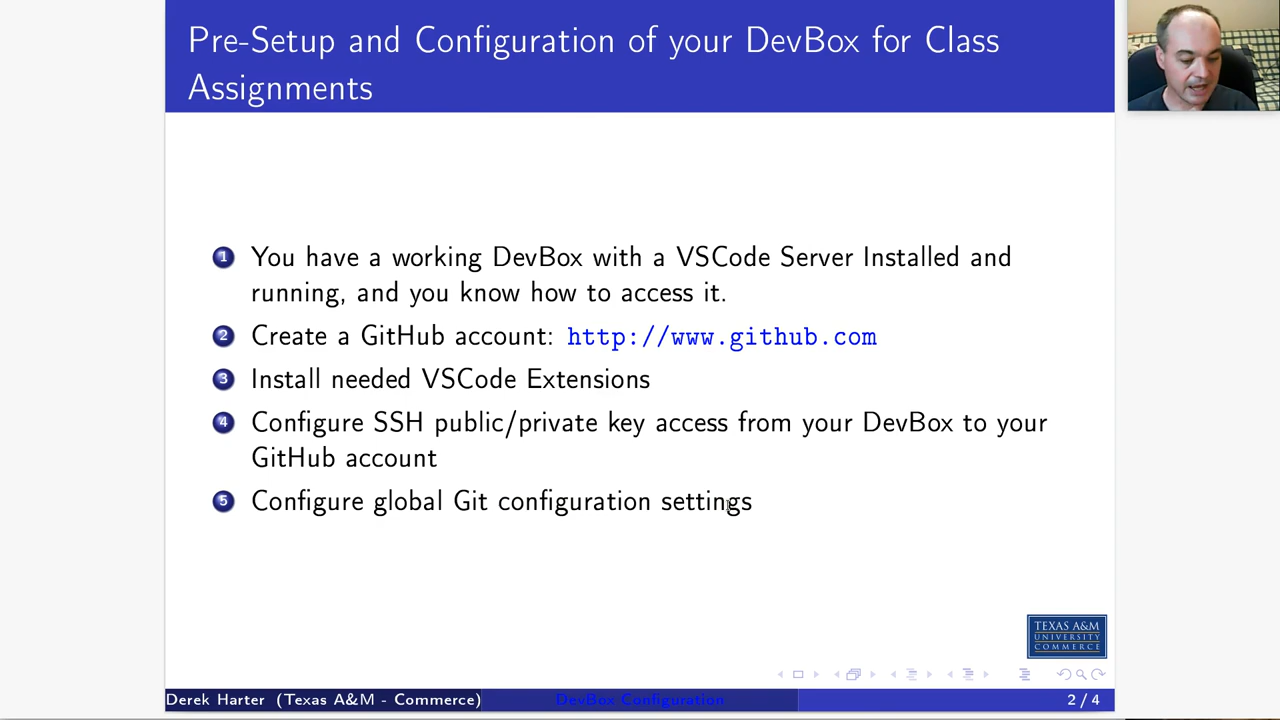 Pre-Setup and Configuration of your DevBox for Class
Assignments
1 You have a working DevBox with a VSCode Server Installed and
running, and you know how to access it.
2 Create a GitHub account: http://www.github.com
3 Install needed VSCode Extensions
4 Configure SSH public/private key access from your DevBox to your
GitHub account
5 Configure global Git configuration settings
TEXAS A&M
UNIVERSITY
COMMERCE
Derek Harter (Texas A&M - Commerce) DevBox Configuration 2 / 4